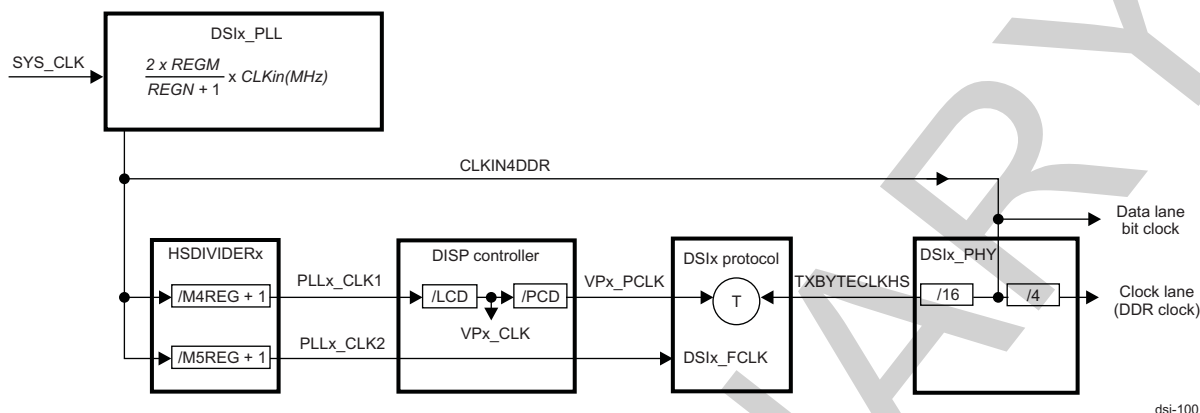 DSIx_PLL
SYS_CLK
2 x REGM
REGN + 1
x CLKin(MHz)
CLKIN4DDR
Data lane
bit clock
HSDIVIDERx
DISP controller
DSIx protocol
DSIx_PHY
/M4REG + 1
PLLx_CLK1
/LCD
/PCD
VPx_PCLK
T
TXBYTECLKHS
/16
/4
Clock lane
(DDR clock)
VPx_CLK
/M5REG + 1
PLLx_CLK2
DSIx_FCLK
dsi-100